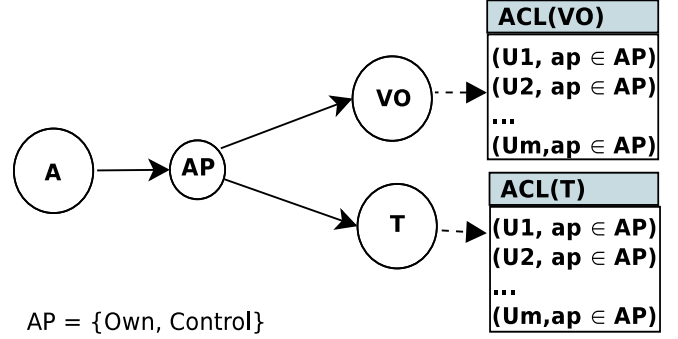 A
AP
VO
T
ACL(VO)
(U1, ap ∈ AP)
(U2, ap ∈ AP)
...
(Um,ap ∈ AP)
ACL(T)
(U1, ap ∈ AP)
(U2, ap ∈ AP)
...
(Um,ap ∈ AP)
AP = {Own, Control}